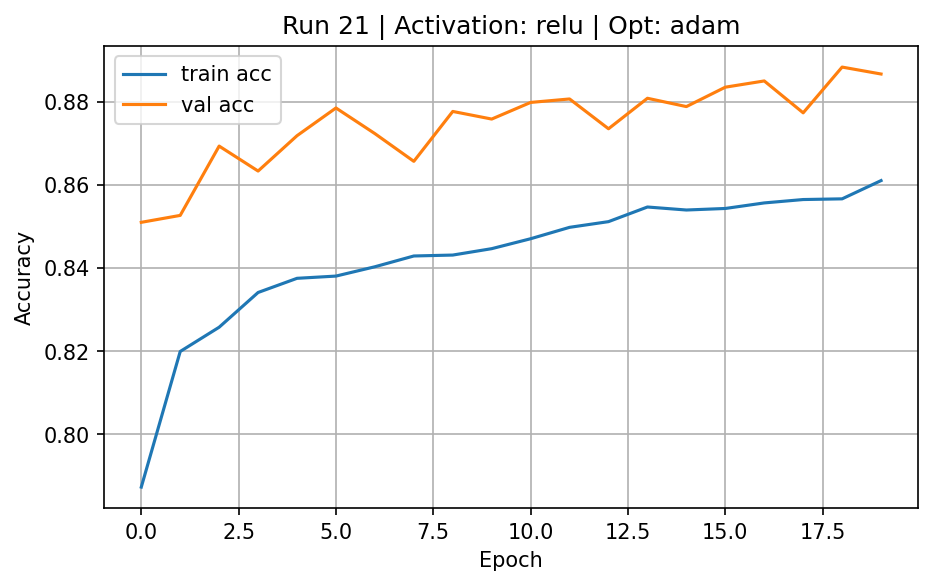 Run 21 | Activation: relu | Opt: adam
train acc
val acc
Accuracy
0.88
0.86
0.84
0.82
0.80
0.0 2.5 5.0 7.5 10.0 12.5 15.0 17.5
Epoch